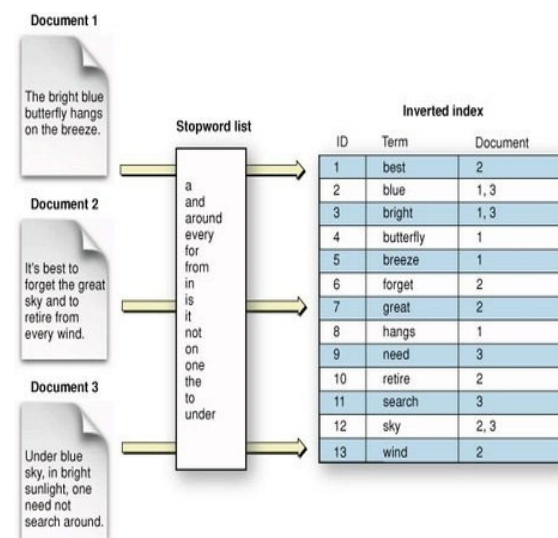 Document 1
The bright blue
butterfly hangs
on the breeze.
Document 2
It's best to
forget the great
sky and to
retire from
every wind.
Document 3
Under blue
sky, in bright
sunlight, one
need not
search around.
Stopword list
a
and
around
every
for
from
in
is
it
not
on
one
the
to
under
Inverted index
ID Term Document
1 best 2
2 blue 1, 3
3 bright 1, 3
4 butterfly 1
5 breeze 1
6 forget 2
7 great 2
8 hangs 1
9 need 3
10 retire 2
11 search 3
12 sky 2, 3
13 wind 2